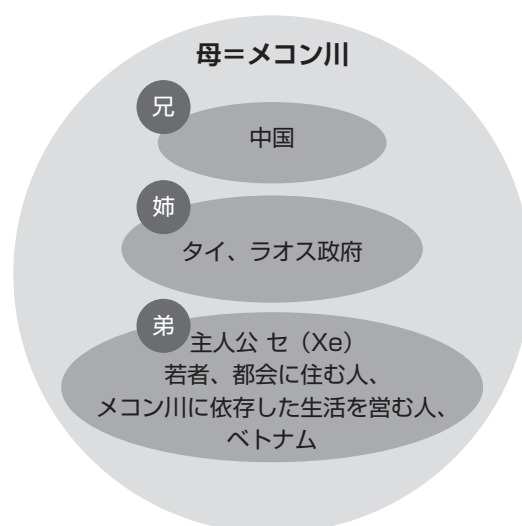 母＝メコン川
兄
中国
姉
タイ、ラオス政府
弟
主人公 セ（Xe）
若者、都会に住む人、
メコン川に依存した生活を営む人、
ベトナム